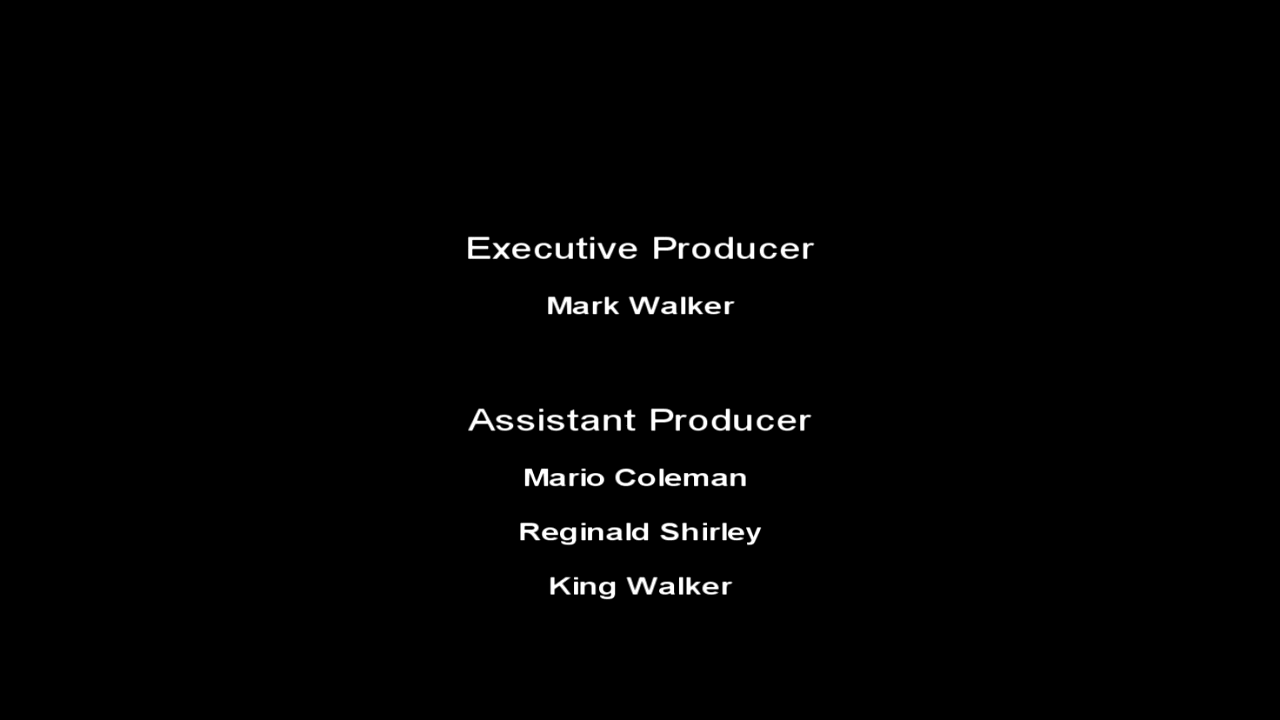 Executive Producer
Mark Walker
Assistant Producer
Mario Coleman
Reginald Shirley
King Walker